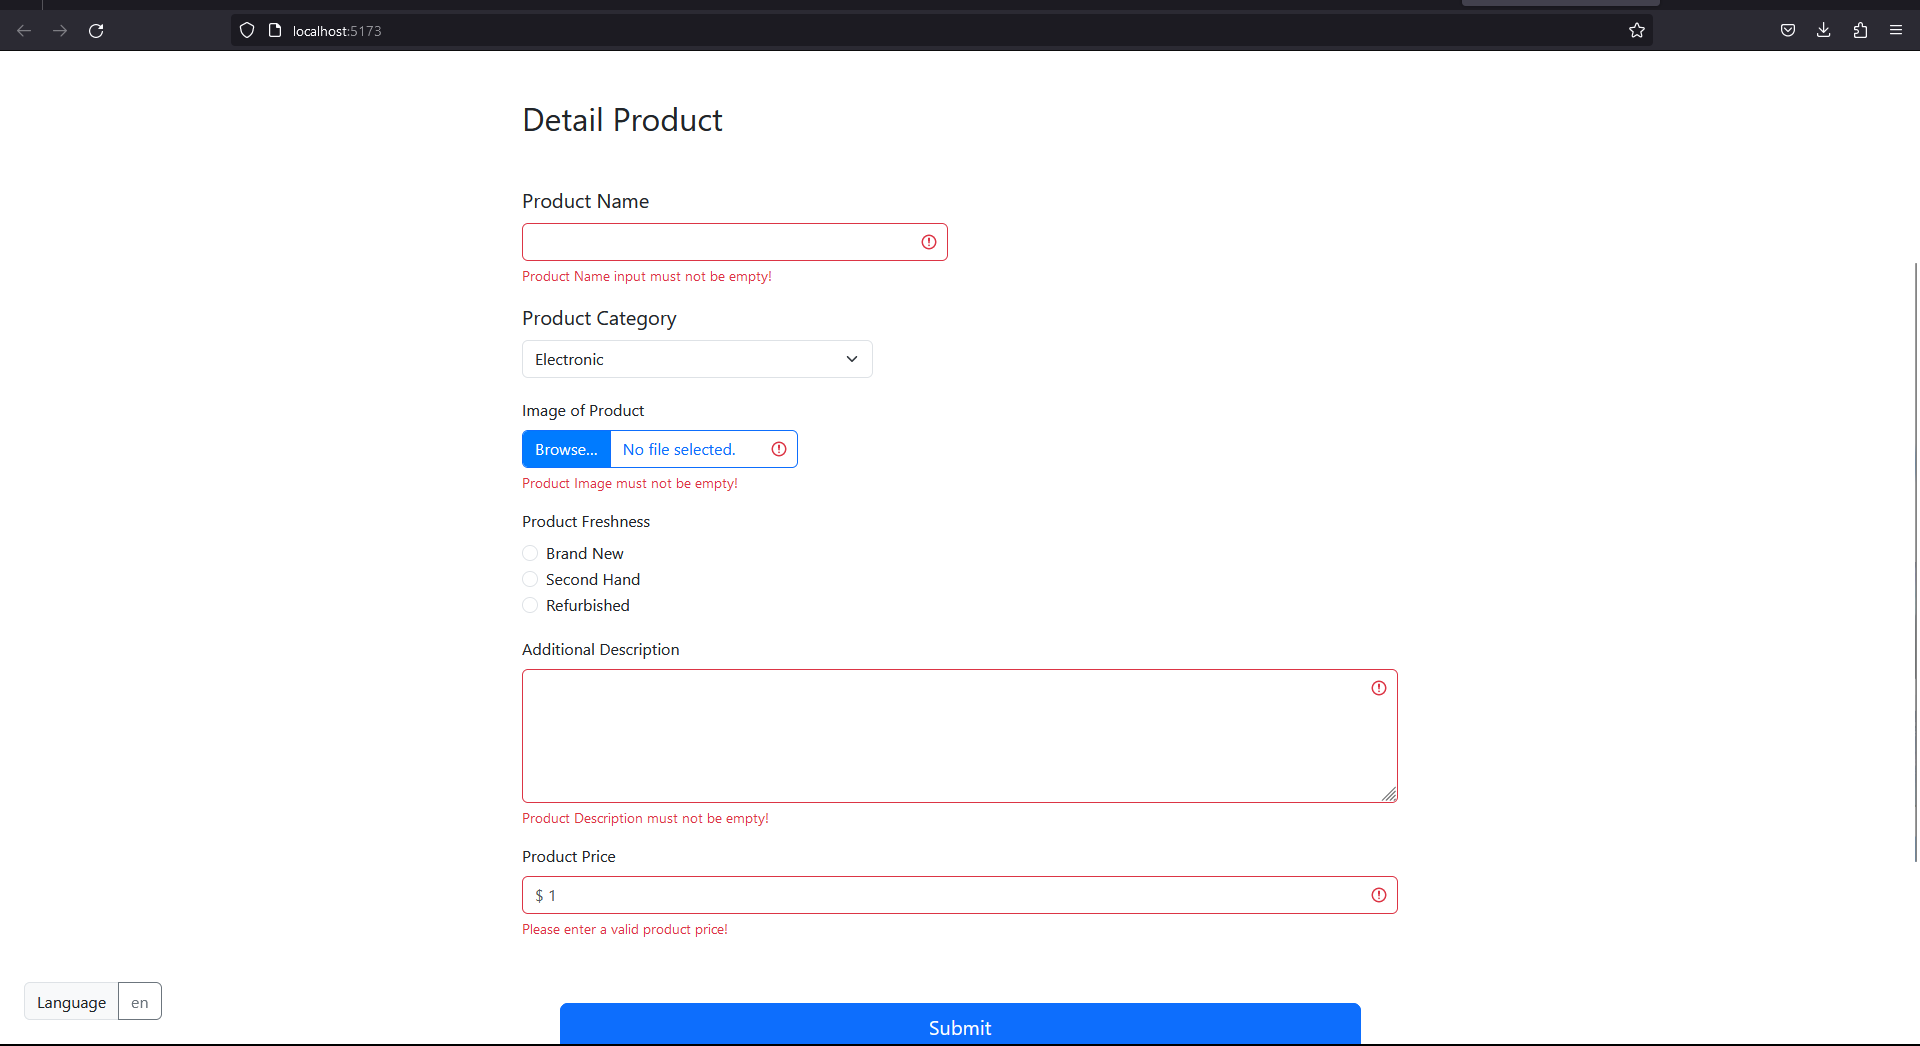 localhost:5173
Detail Product
Product Name
Product Name input must not be empty!
Product Category
Electronic
Image of Product
Browse... No file selected.
Product Image must not be empty!
Product Freshness
Brand New
Second Hand
Refurbished
Additional Description
Product Description must not be empty!
Product Price
$ 1
Please enter a valid product price!
Language en
Submit